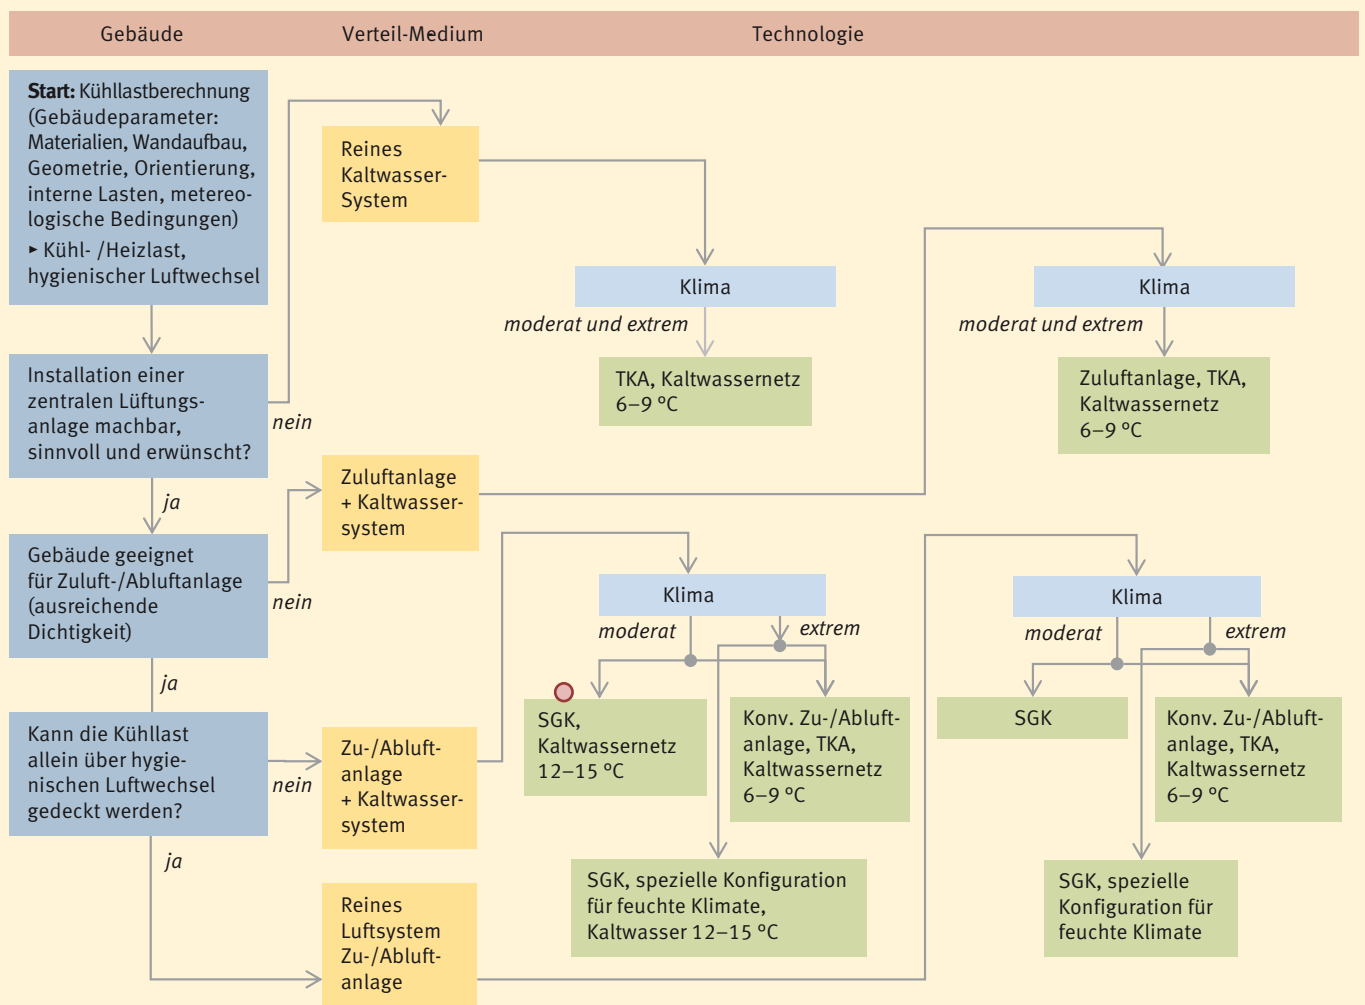 Gebäude
Verteil-Medium
Technologie
Start: Kühllastberechnung
(Gebäudeparameter:
Materialien, Wandaufbau,
Geometrie, Orientierung,
interne Lasten, metereo-
logische Bedingungen)
► Kühl- /Heizlast,
hygienischer Luftwechsel
Installation einer
zentralen Lüftungs-
anlage machbar,
sinnvoll und erwünscht?
nein
ja
Gebäude geeignet
für Zuluft-/Abluftanlage
(ausreichende
Dichtigkeit)
nein
ja
Kann die Kühllast
allein über hygie-
nischen Luftwechsel
gedeckt werden?
nein
ja
Reines
Kaltwasser-
System
Zuluftanlage
+ Kaltwasser-
system
Zu-/Abluft-
anlage
+ Kaltwasser-
system
Reines
Luftsystem
Zu-/Abluft-
anlage
Klima
moderat und extrem
TKA, Kaltwassernetz
6–9 °C
Klima
moderat und extrem
Zuluftanlage, TKA,
Kaltwassernetz
6–9 °C
Klima
moderat
extrem
SGK,
Kaltwassernetz
12–15 °C
Konv. Zu-/Abluft-
anlage, TKA,
Kaltwassernetz
6–9 °C
SGK, spezielle Konfiguration
für feuchte Klimate,
Kaltwasser 12–15 °C
Klima
moderat
extrem
SGK
Konv. Zu-/Abluft-
anlage, TKA,
Kaltwassernetz
6–9 °C
SGK, spezielle
Konfiguration für
feuchte Klimate